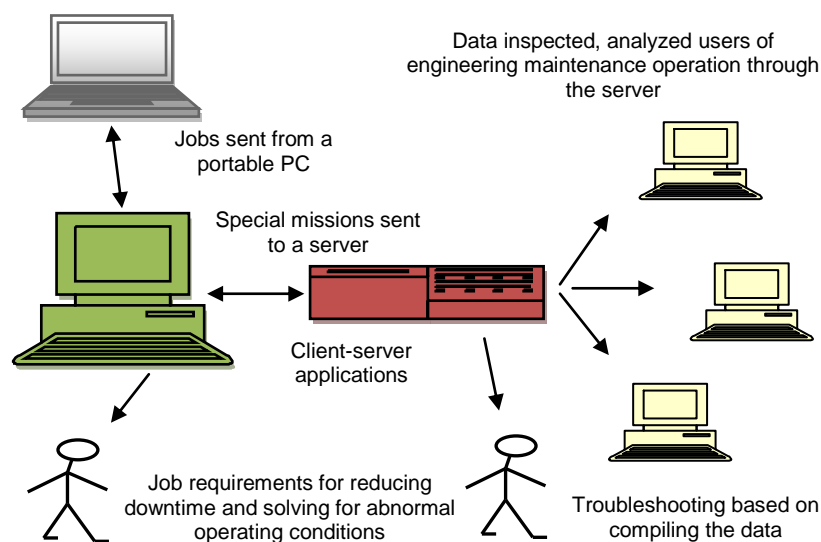 Data inspected, analyzed users of
engineering maintenance operation through
the server
Jobs sent from a
portable PC
Special missions sent
to a server
Client-server
applications
Job requirements for reducing
downtime and solving for abnormal
operating conditions
Troubleshooting based on
compiling the data